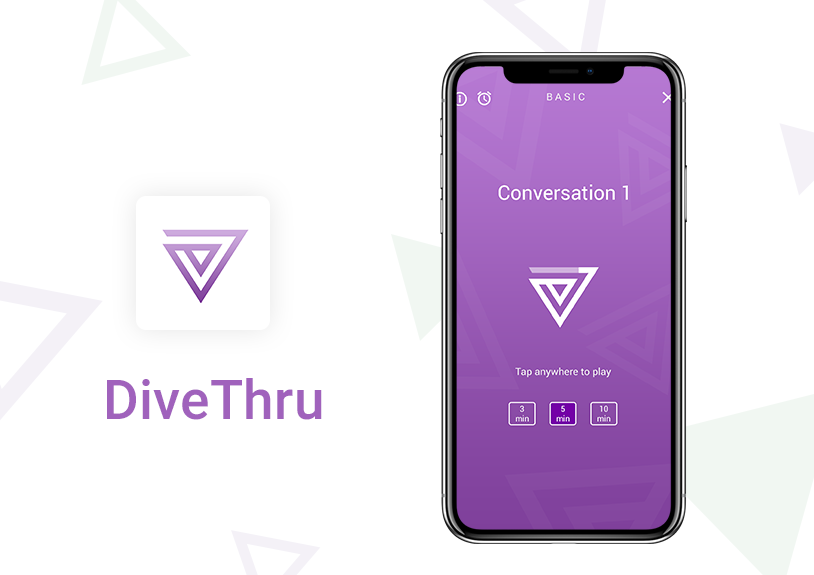 DiveThru
BASIC
Conversation 1
Tap anywhere to play
3 min
5 min
10 min